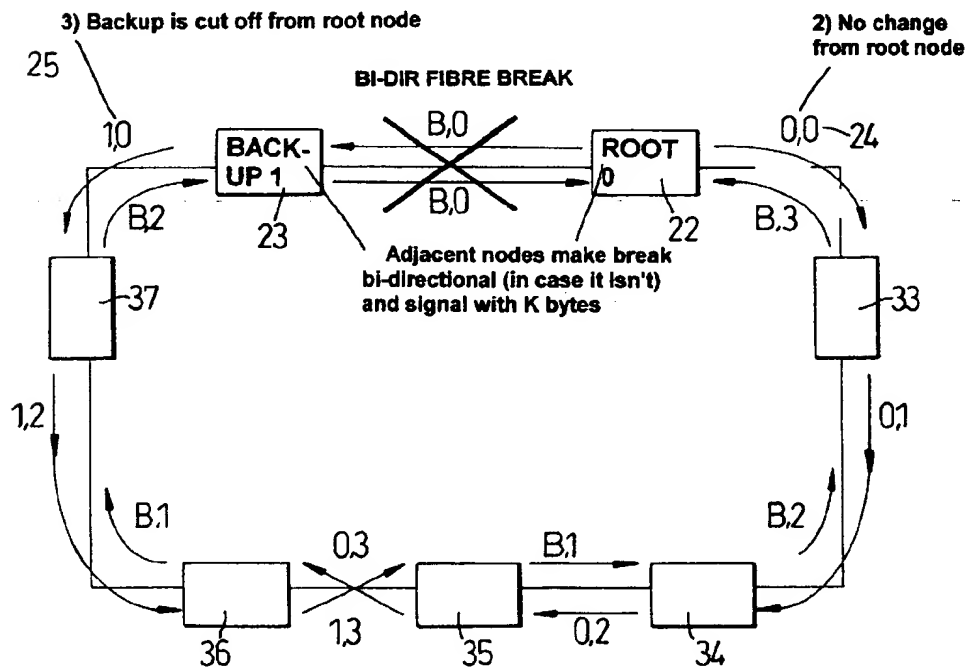 3) Backup is cut off from root node
2) No change
from root node
25
BI-DIR FIBRE BREAK
1,0
B,0
0,0
24
BACK-
UP 1
ROOT
0
B,2
23
B,0
22
B,3
Adjacent nodes make break
bi-directional (in case it isn't)
and signal with K bytes
37
33
1,2
0,1
B,1
0,3
B,1
B,2
36
1,3
35
0,2
34